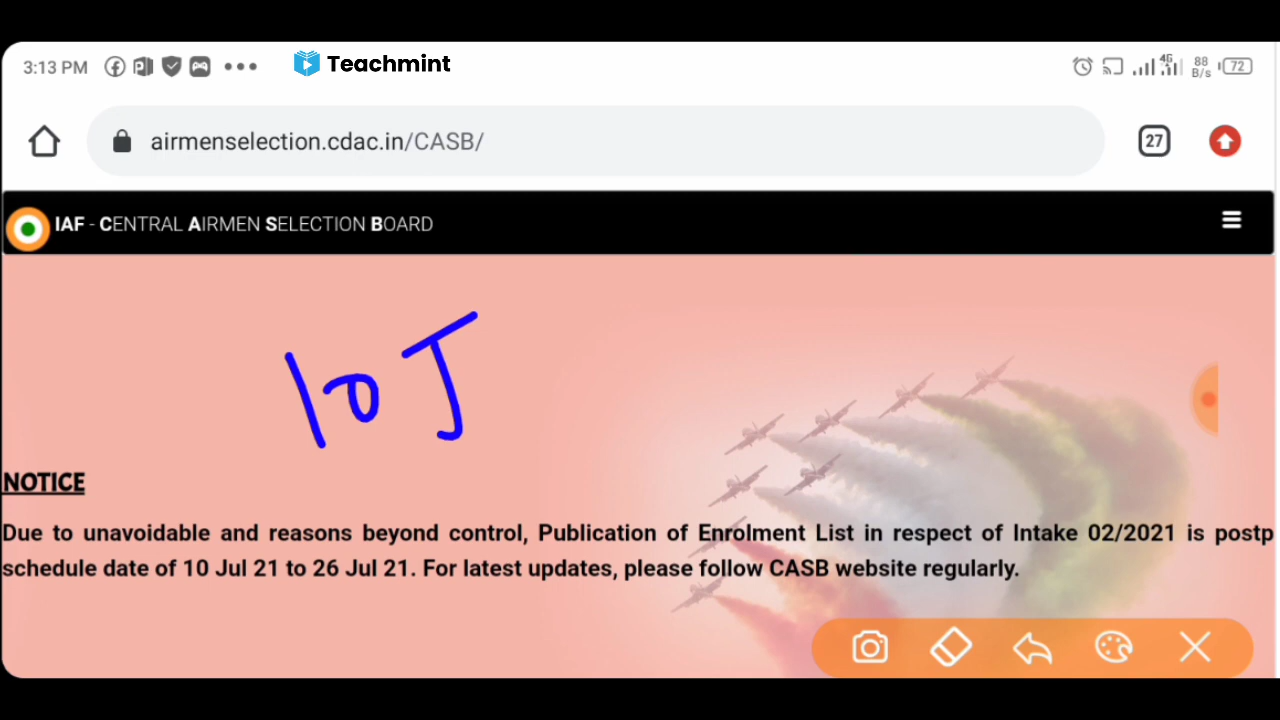 3:13 PM ••• Teachmint 4G 88 B/s 72
airmenselection.cdac.in/CASB/ 27
IAF - CENTRAL AIRMEN SELECTION BOARD
10 J
NOTICE
Due to unavoidable and reasons beyond control, Publication of Enrolment List in respect of Intake 02/2021 is postp
schedule date of 10 Jul 21 to 26 Jul 21. For latest updates, please follow CASB website regularly.